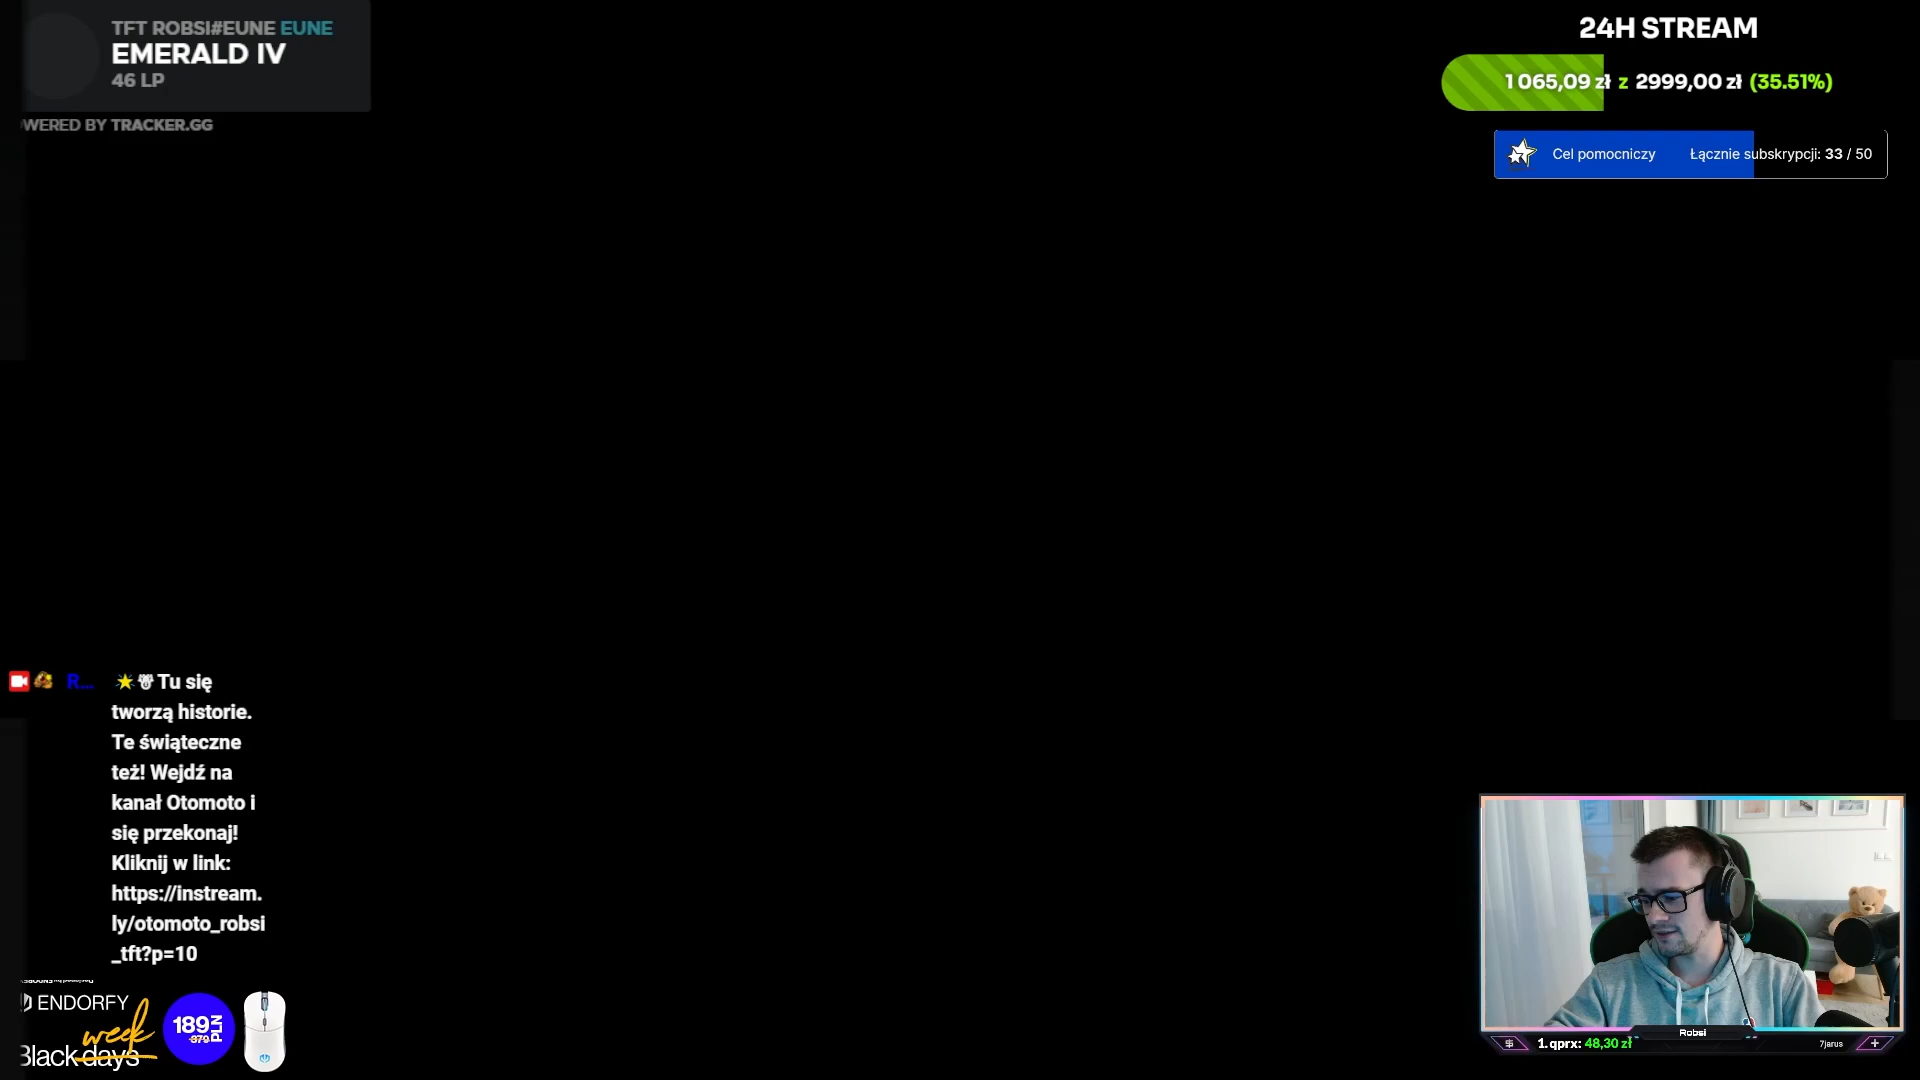 TFT ROBSI#EUNE EUNE
EMERALD IV
46 LP
WERED BY TRACKER.GG
24H STREAM
1 065,09 zł z 2999,00 zł (35.51%)
Cel pomocniczy Łącznie subskrypcji: 33 / 50
R... Tu się
tworzą historie.
Te świąteczne
też! Wejdź na
kanał Otomoto i
się przekonaj!
Kliknij w link:
https://instream.
ly/otomoto_robsi
_tft?p=10
ENDORFY
week
Black days
189 PLN
379
Robsi
1. qprx: 48,30 zł
7jarus